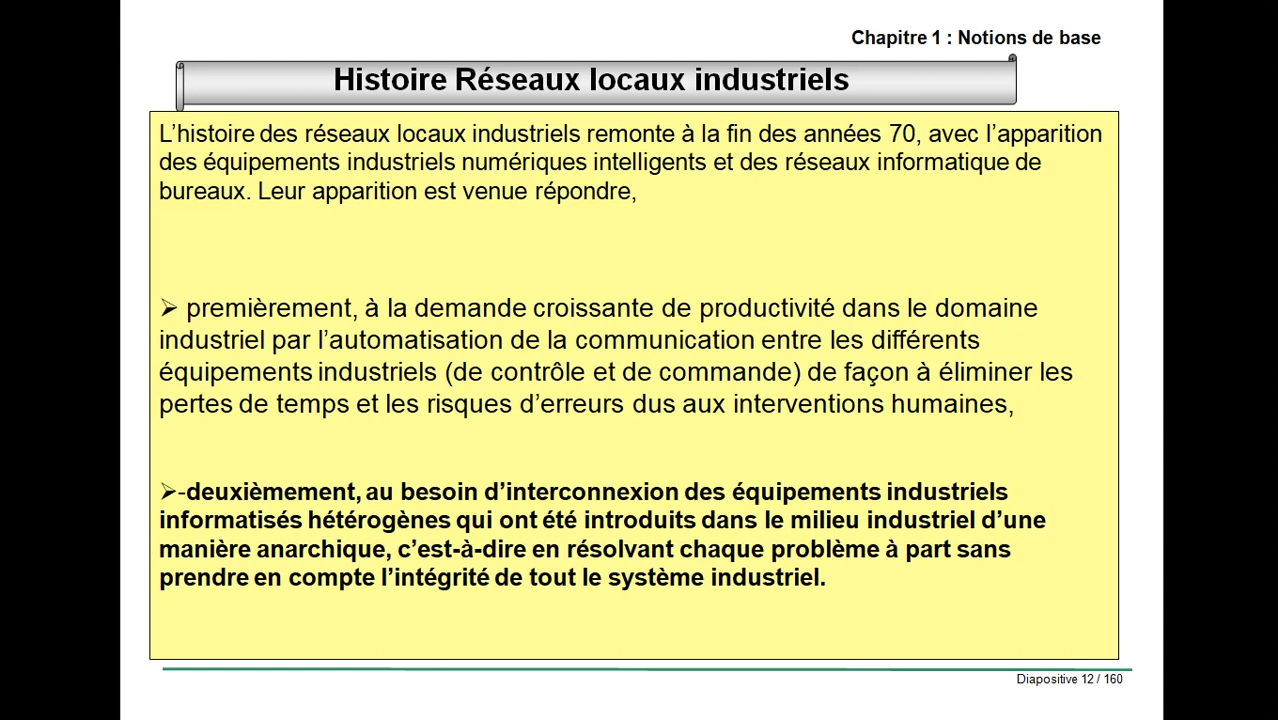 Chapitre 1 : Notions de base
Histoire Réseaux locaux industriels
L’histoire des réseaux locaux industriels remonte à la fin des années 70, avec l’apparition
des équipements industriels numériques intelligents et des réseaux informatique de
bureaux. Leur apparition est venue répondre,
➢ premièrement, à la demande croissante de productivité dans le domaine
industriel par l’automatisation de la communication entre les différents
équipements industriels (de contrôle et de commande) de façon à éliminer les
pertes de temps et les risques d’erreurs dus aux interventions humaines,
➢-deuxièmement, au besoin d’interconnexion des équipements industriels
informatisés hétérogènes qui ont été introduits dans le milieu industriel d’une
manière anarchique, c’est-à-dire en résolvant chaque problème à part sans
prendre en compte l’intégrité de tout le système industriel.
Diapositive 12 / 160